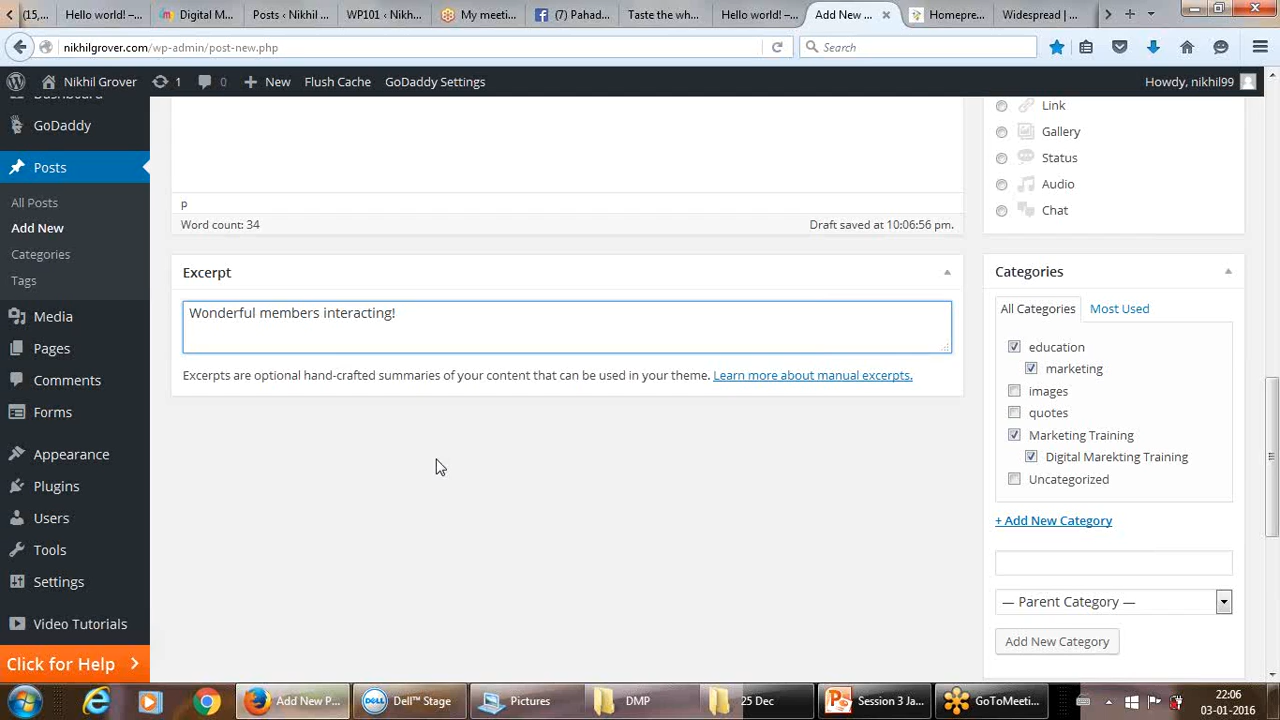 (15,
Hello world! –...
Digital M...
Posts ‹ Nikhil ...
WP101 ‹ Nikh...
My meeti...
(7) Pahad...
Taste the wh...
Hello world! –...
Add New ...
Homepre...
Widespread | ...
nikhilgrover.com/wp-admin/post-new.php
Search
Nikhil Grover
1
0
New
Flush Cache
GoDaddy Settings
Howdy, nikhil99
Dashboard
GoDaddy
Posts
All Posts
Add New
Categories
Tags
Media
Pages
Comments
Forms
Appearance
Plugins
Users
Tools
Settings
Video Tutorials
Click for Help
p
Word count: 34
Draft saved at 10:06:56 pm.
Excerpt
Wonderful members interacting!
Excerpts are optional hand-crafted summaries of your content that can be used in your theme. Learn more about manual excerpts.
Link
Gallery
Status
Audio
Chat
Categories
All Categories
Most Used
education
marketing
images
quotes
Marketing Training
Digital Marekting Training
Uncategorized
+ Add New Category
— Parent Category —
Add New Category
Add New P...
Dell™ Stage
Pictures
DMP
25 Dec
Session 3 Ja...
GoToMeeti...
22:06
03-01-2016